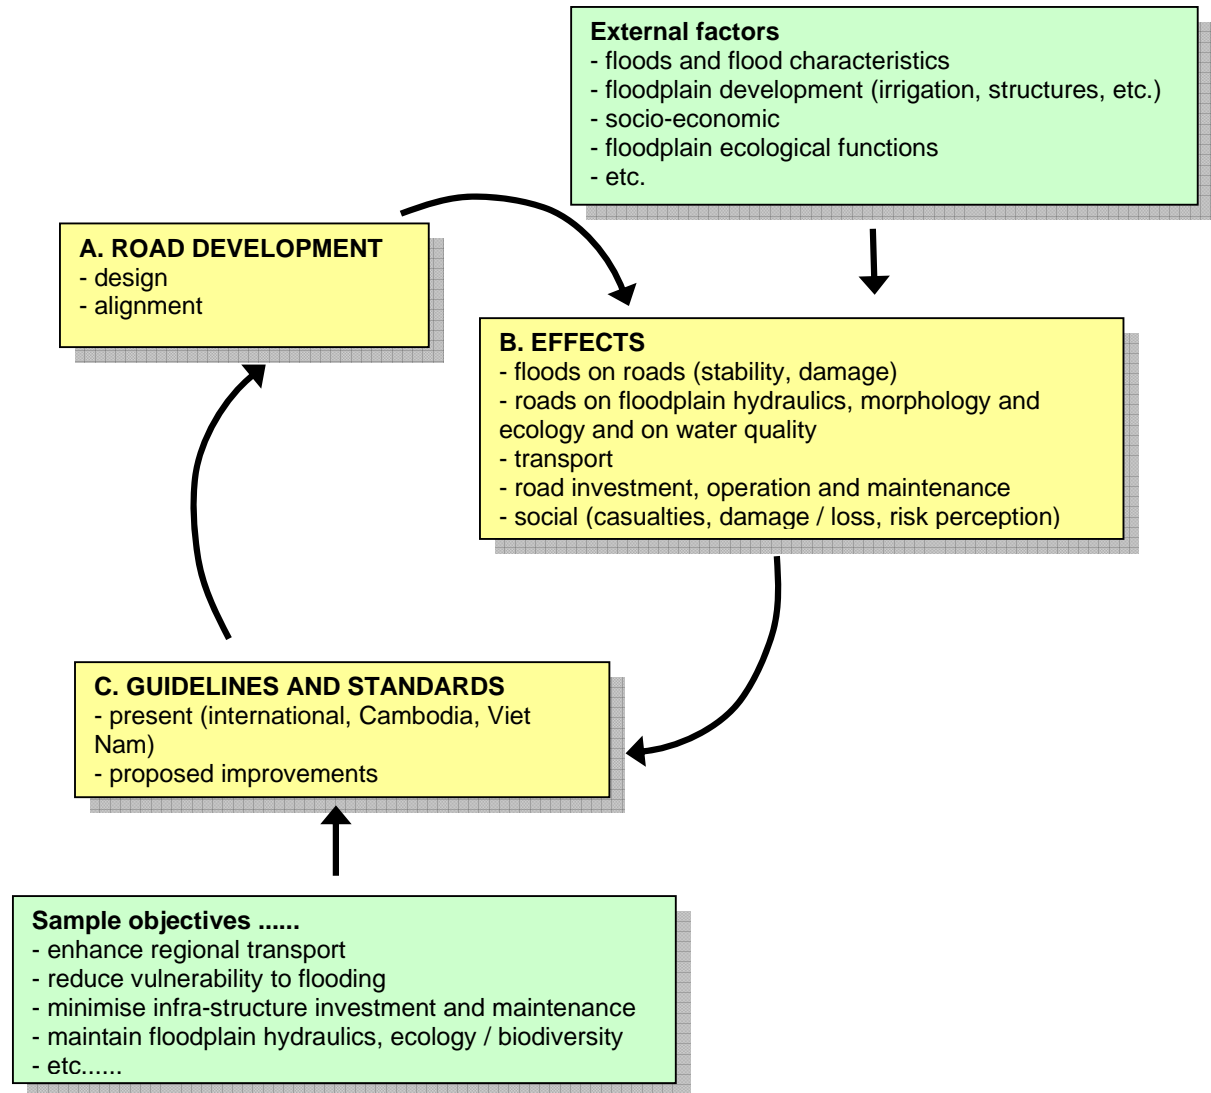 External factors
- floods and flood characteristics
- floodplain development (irrigation, structures, etc.)
- socio-economic
- floodplain ecological functions
- etc.
A. ROAD DEVELOPMENT
- design
- alignment
B. EFFECTS
- floods on roads (stability, damage)
- roads on floodplain hydraulics, morphology and
ecology and on water quality
- transport
- road investment, operation and maintenance
- social (casualties, damage / loss, risk perception)
C. GUIDELINES AND STANDARDS
- present (international, Cambodia, Viet
Nam)
- proposed improvements
Sample objectives ......
- enhance regional transport
- reduce vulnerability to flooding
- minimise infra-structure investment and maintenance
- maintain floodplain hydraulics, ecology / biodiversity
- etc......